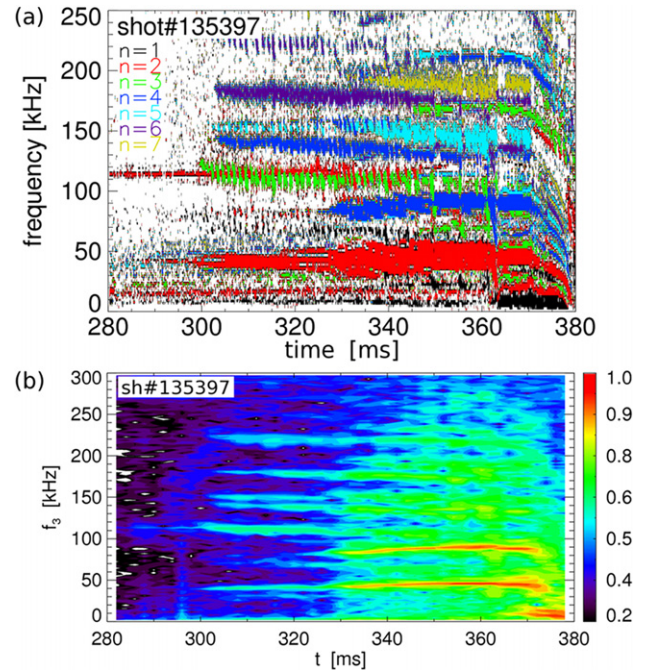 (a)
shot#135397
n=1
n=2
n=3
n=4
n=5
n=6
n=7
250
200
150
100
50
0
frequency [kHz]
280 300 320 340 360 380
time [ms]
(b)
sh#135397
300
250
200
150
100
50
0
f3 [kHz]
280 300 320 340 360 380
t [ms]
1.0
0.9
0.8
0.7
0.6
0.5
0.4
0.2